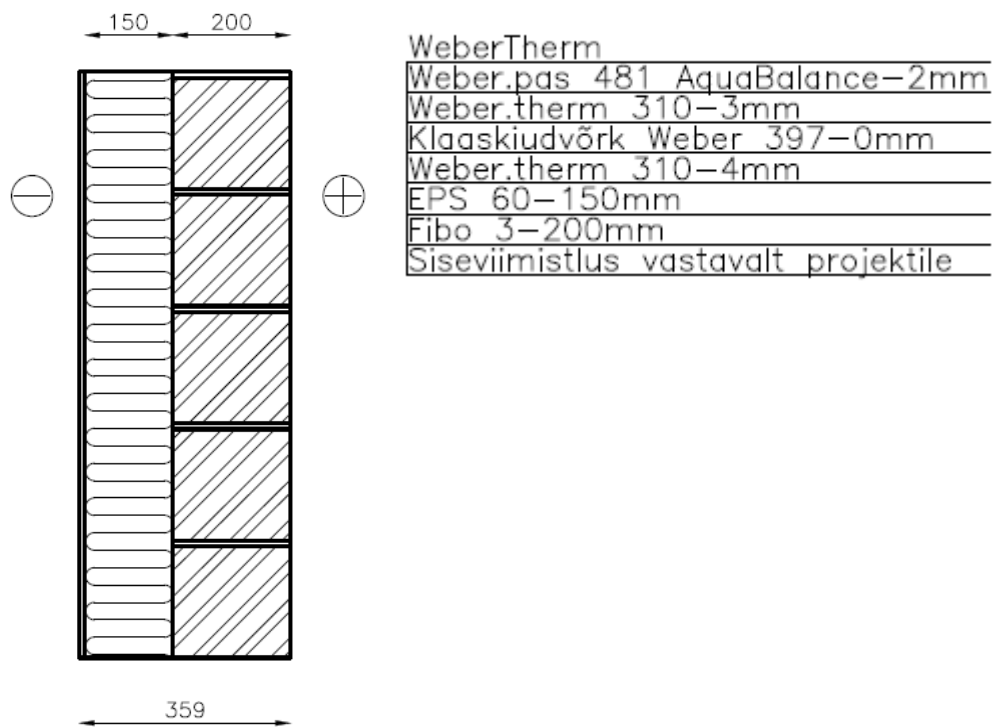 150 200
WeberTherm
Weber.pas 481 AquaBalance-2mm
Weber.therm 310-3mm
Klaaskiudvõrk Weber 397-0mm
Weber.therm 310-4mm
EPS 60-150mm
Fibo 3-200mm
Siseviimistlus vastavalt projektile
359